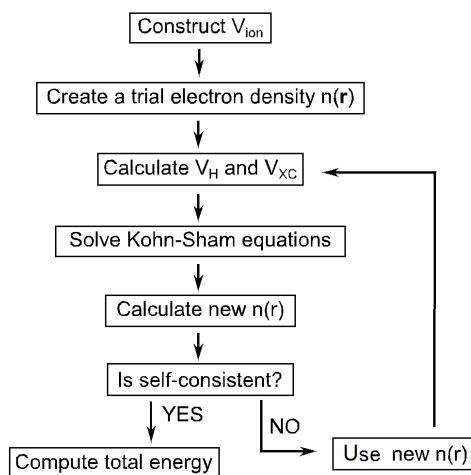 Construct V_ion
Create a trial electron density n(r)
Calculate V_H and V_XC
Solve Kohn-Sham equations
Calculate new n(r)
Is self-consistent?
YES
NO
Compute total energy
Use new n(r)